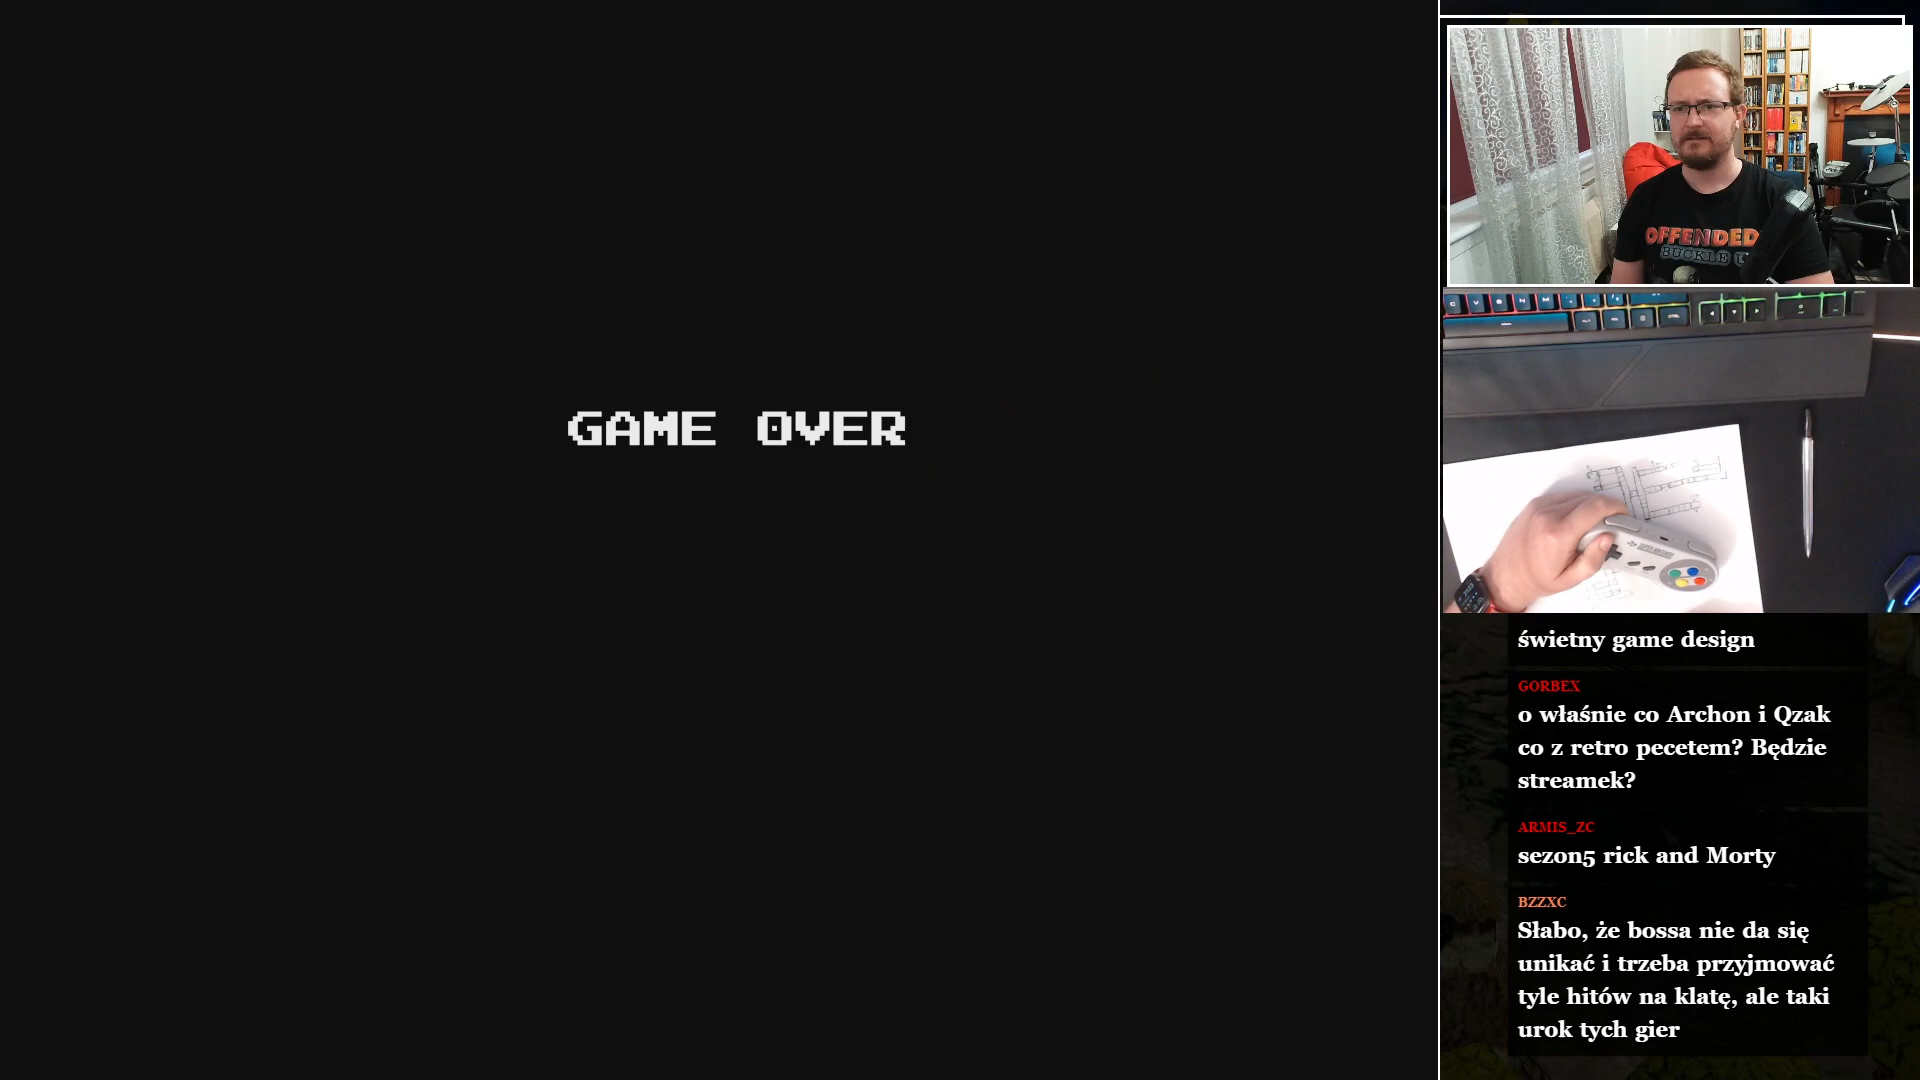 GAME OVER
OFFENDED
BUCKLE U
świetny game design
GORBEX
o właśnie co Archon i Qzak
co z retro pecetem? Będzie
streamek?
ARMIS_ZC
sezon5 rick and Morty
BZZXC
Słabo, że bossa nie da się
unikać i trzeba przyjmować
tyle hitów na klatę, ale taki
urok tych gier